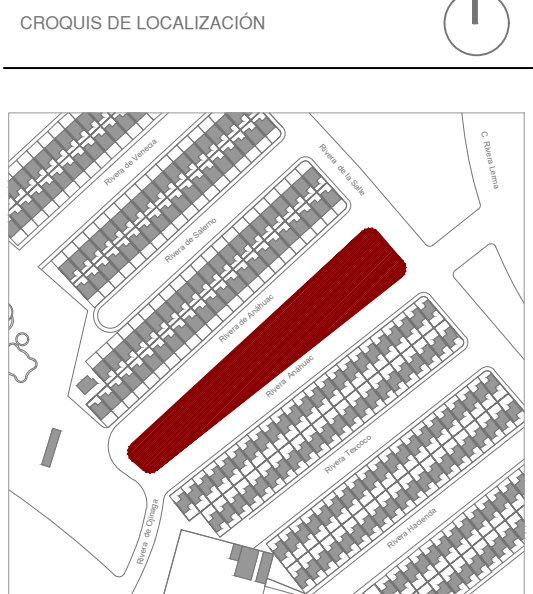 CROQUIS DE LOCALIZACIÓN
Rivera de Venecia
Rivera de la Salle
C. Rivera Lerma
Rivera de Salerno
Rivera de Anáhuac
Rivera Anáhuac
Rivera Texcoco
Rivera de Ojinaga
Rivera Hacienda